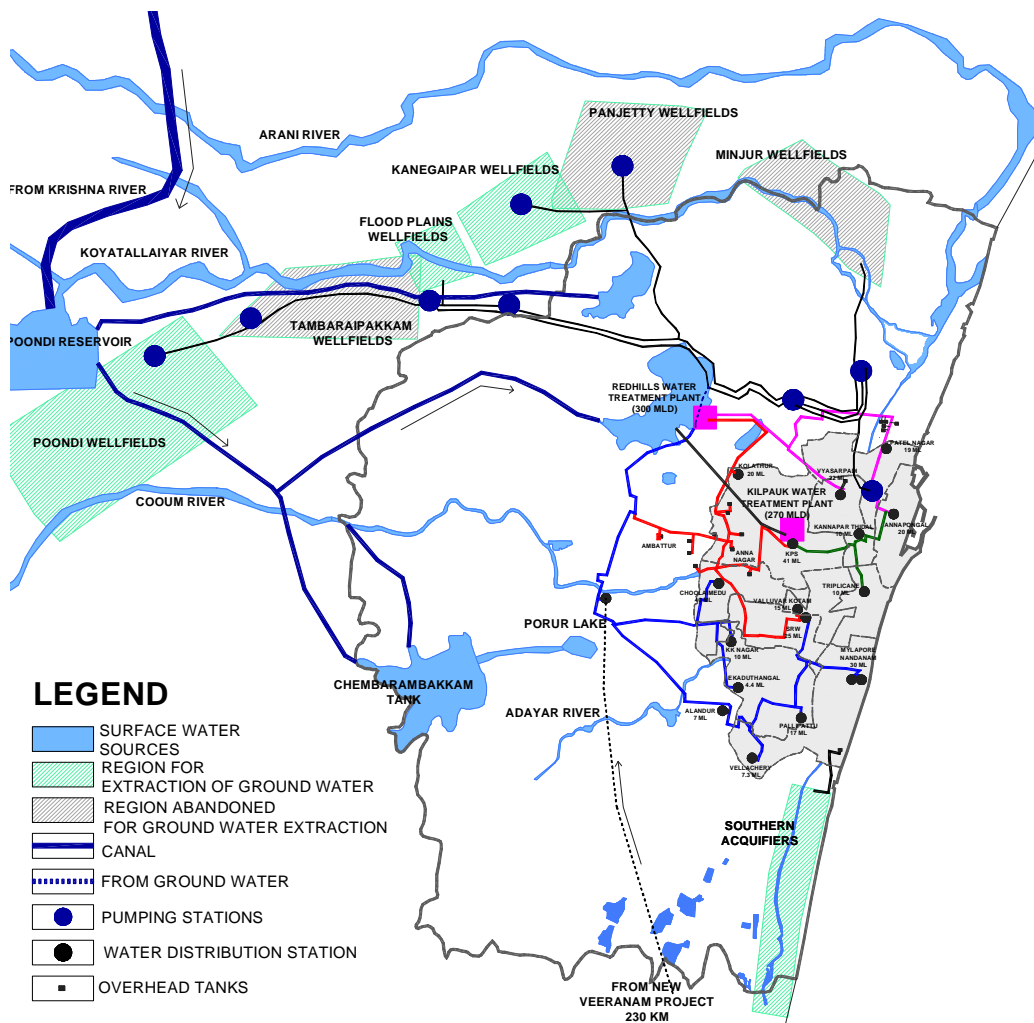 PANJETTY WELLFIELDS
ARANI RIVER
MINJUR WELLFIELDS
KANEGAIPAR WELLFIELDS
FROM KRISHNA RIVER
FLOOD PLAINS
WELLFIELDS
KOYATALLAIYAR RIVER
TAMBARAIPAKKAM
WELLFIELDS
POONDI RESERVOIR
REDHILLS WATER
TREATMENT PLANT
(300 MLD)
POONDI WELLFIELDS
PATEL NAGAR
19 ML
KOLATHUR
20 ML
VYASARPAM
22 ML
COOUM RIVER
KILPAUK WATER
TREATMENT PLANT
(270 MLD)
ANNAPONGAL
20 ML
KANNAPAR THIDAL
16 ML
AMBATTUR
ANNA
NAGAR
KPS
41 ML
CHOOLAIMEDU
TRIPLICANE
10 ML
VALLUVAR KOTAM
15 ML
PORUR LAKE
SRW
25 ML
KK NAGAR
10 ML
MYLAPORE
NANDANAM
30 ML
CHEMBARAMBAKKAM
TANK
EKADUTHANGAL
4.4 ML
ADAYAR RIVER
ALANDUR
7 ML
PALLIPATTU
17 ML
VELLACHERY
7.3 ML
SOUTHERN
ACQUIFIERS
FROM NEW
VEERANAM PROJECT
230 KM
LEGEND
SURFACE WATER
SOURCES
REGION FOR
EXTRACTION OF GROUND WATER
REGION ABANDONED
FOR GROUND WATER EXTRACTION
CANAL
FROM GROUND WATER
PUMPING STATIONS
WATER DISTRIBUTION STATION
OVERHEAD TANKS